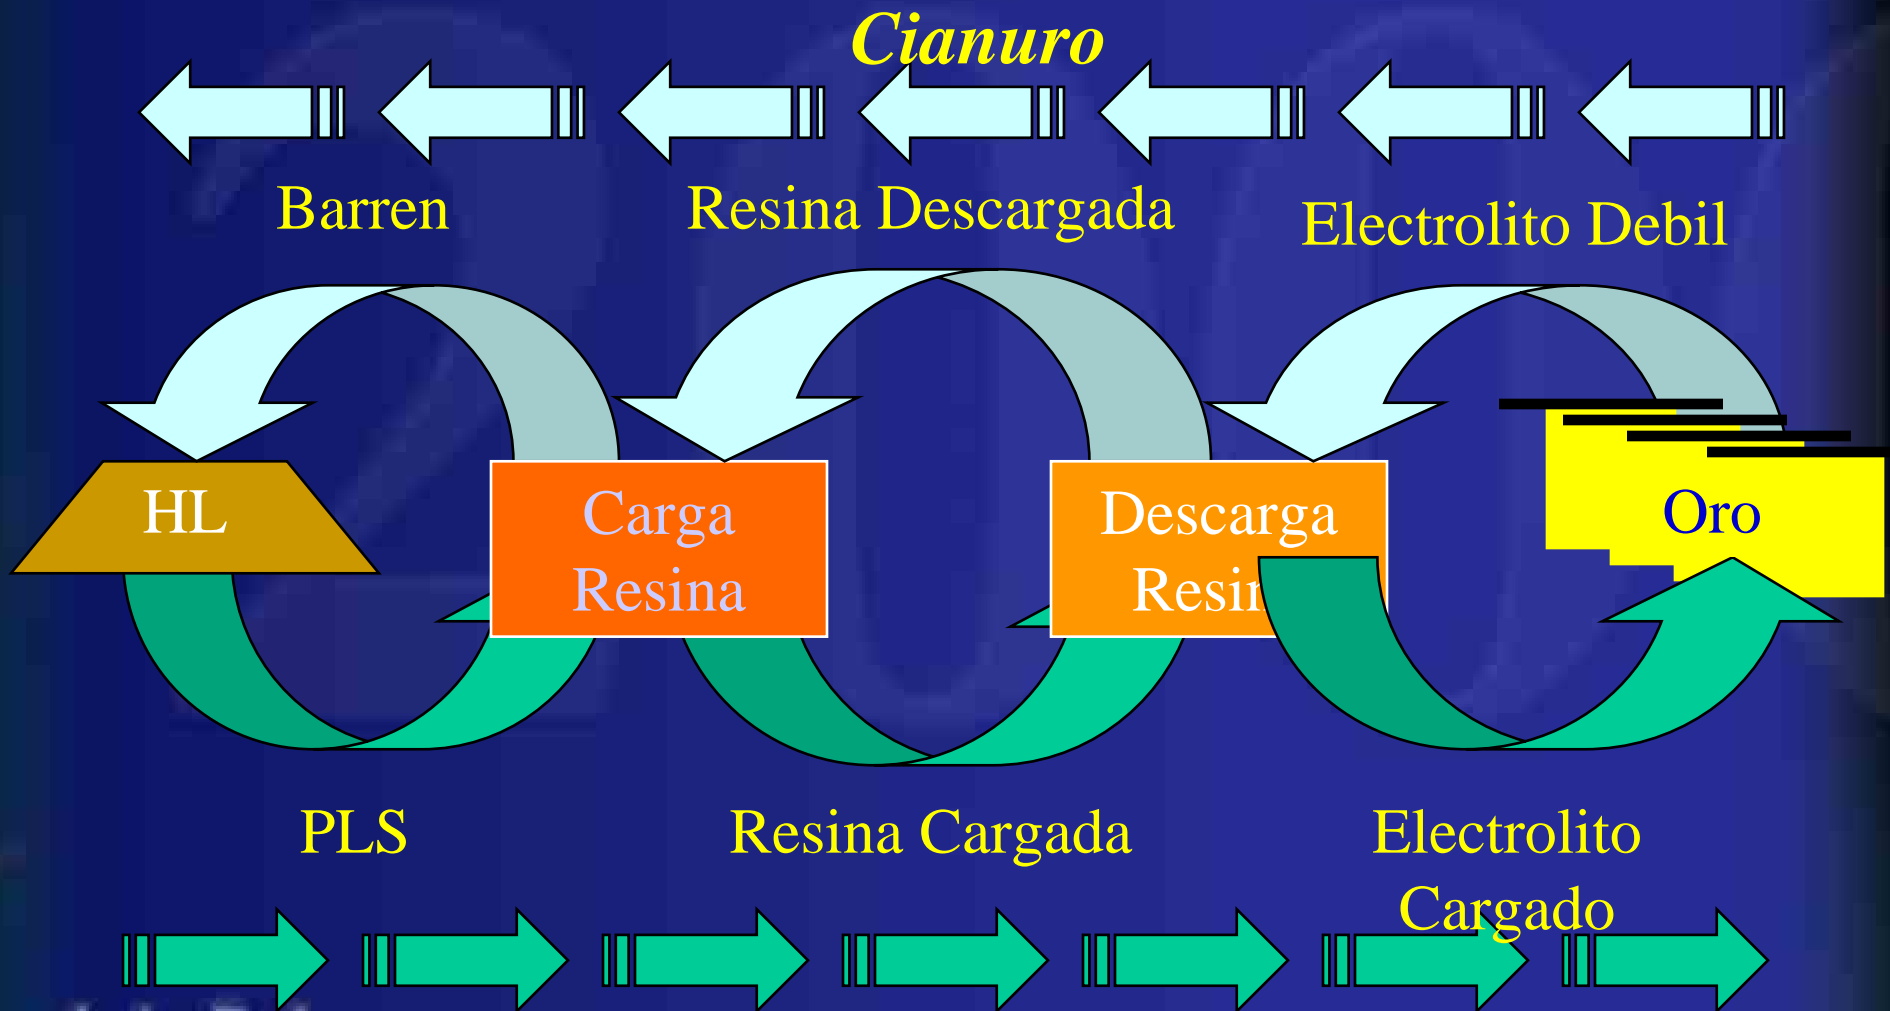 Cianuro
Barren
Resina Descargada
Electrolito Debil
HL
Carga
Resina
Descarga
Oro
PLS
Resina Cargada
Electrolito
Cargado